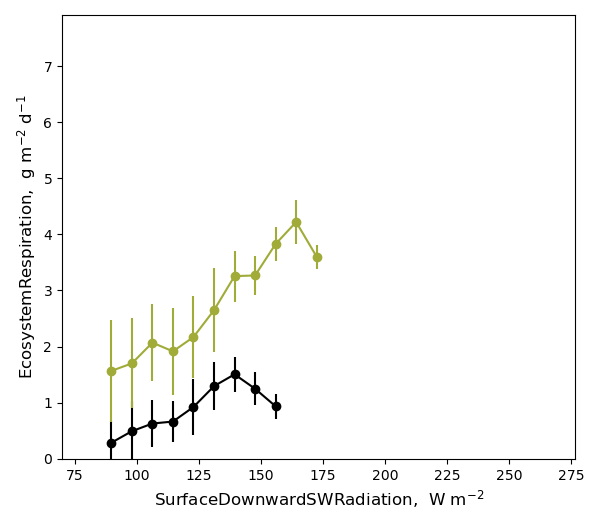 EcosystemRespiration, g m⁻² d⁻¹
7
6
5
4
3
2
1
0
75 100 125 150 175 200 225 250 275
SurfaceDownwardSWRadiation, W m⁻²